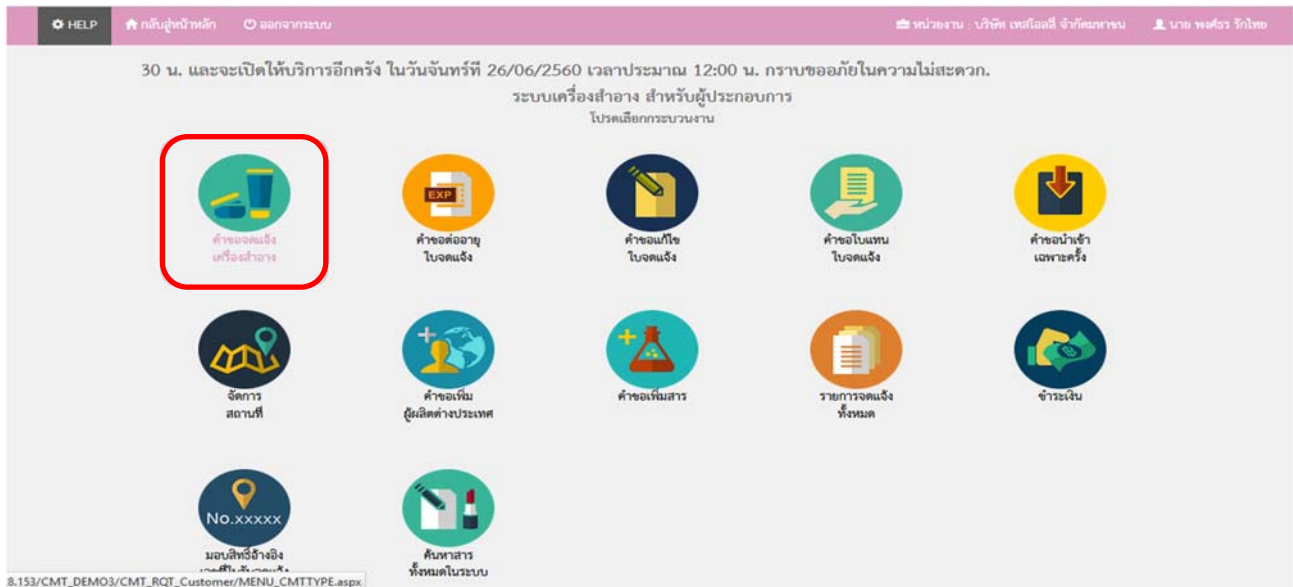 HELP กลับสู่หน้าหลัก ออกจากระบบ หน่วยงาน : บริษัท เทสโอลลี่ จำกัดมหาชน นาย พงศ์ธร รักไทย
30 น. และจะเปิดให้บริการอีกครั้ง ในวันจันทร์ที่ 26/06/2560 เวลาประมาณ 12:00 น. กราบขออภัยในความไม่สะดวก.
ระบบเครื่องสำอาง สำหรับผู้ประกอบการ
โปรดเลือกกระบวนงาน
EXP
คำขอจดแจ้ง
เครื่องสำอาง
คำขอต่ออายุ
ใบจดแจ้ง
คำขอแก้ไข
ใบจดแจ้ง
คำขอใบแทน
ใบจดแจ้ง
คำขอนำเข้า
เฉพาะครั้ง
จัดการ
สถานที่
คำขอเพิ่ม
ผู้ผลิตต่างประเทศ
คำขอเพิ่มสาร
รายการจดแจ้ง
ทั้งหมด
ชำระเงิน
No.xxxxx
มอบสิทธิ์อ้างอิง
ค้นหาสาร
ทั้งหมดในระบบ
8.153/CMT_DEMO3/CMT_RQT_Customer/MENU_CMTTYPE.aspx